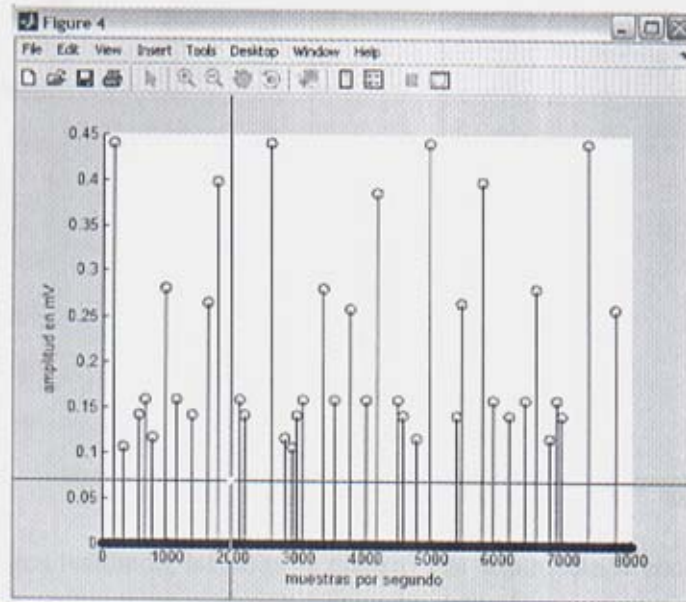 Figure 4
File Edit View Insert Tools Desktop Window Help
0.45
0.4
0.35
0.3
0.25
0.2
0.15
0.1
0.05
0
amplitud en mV
0 1000 2000 3000 4000 5000 6000 7000 8000
muestras por segundo